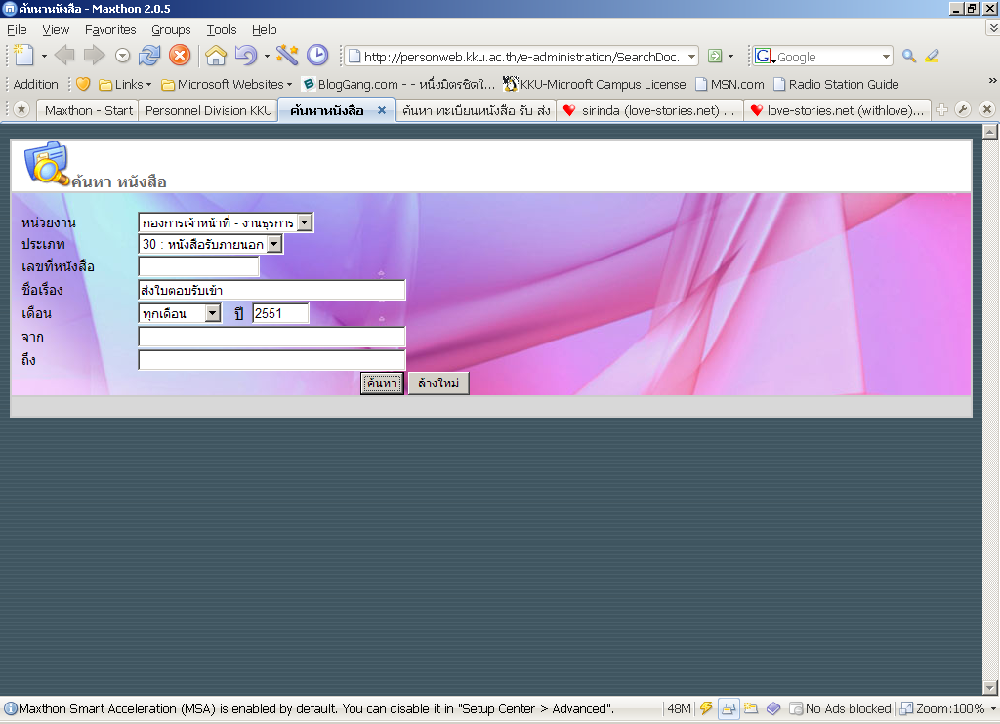 ค้นหาหนังสือ - Maxthon 2.0.5
File View Favorites Groups Tools Help
http://personweb.kku.ac.th/e-administration/SearchDoc. Google
Addition Links Microsoft Websites BlogGang.com - - หนึ่งมิตรชิดใ... KKU-Microoft Campus License MSN.com Radio Station Guide
Maxthon - Start Personnel Division KKU ค้นหาหนังสือ ค้นหา ทะเบียนหนังสือ รับ ส่ง sirinda (love-stories.net) ... love-stories.net (withlove)...
ค้นหา หนังสือ
หน่วยงาน กองการเจ้าหน้าที่ - งานธุรการ
ประเภท 30 : หนังสือรับภายนอก
เลขที่หนังสือ
ชื่อเรื่อง ส่งใบตอบรับเข้า
เดือน ทุกเดือน ปี 2551
จาก
ถึง
ค้นหา ล้างใหม่
Maxthon Smart Acceleration (MSA) is enabled by default. You can disable it in "Setup Center > Advanced". 48M No Ads blocked Zoom:100%